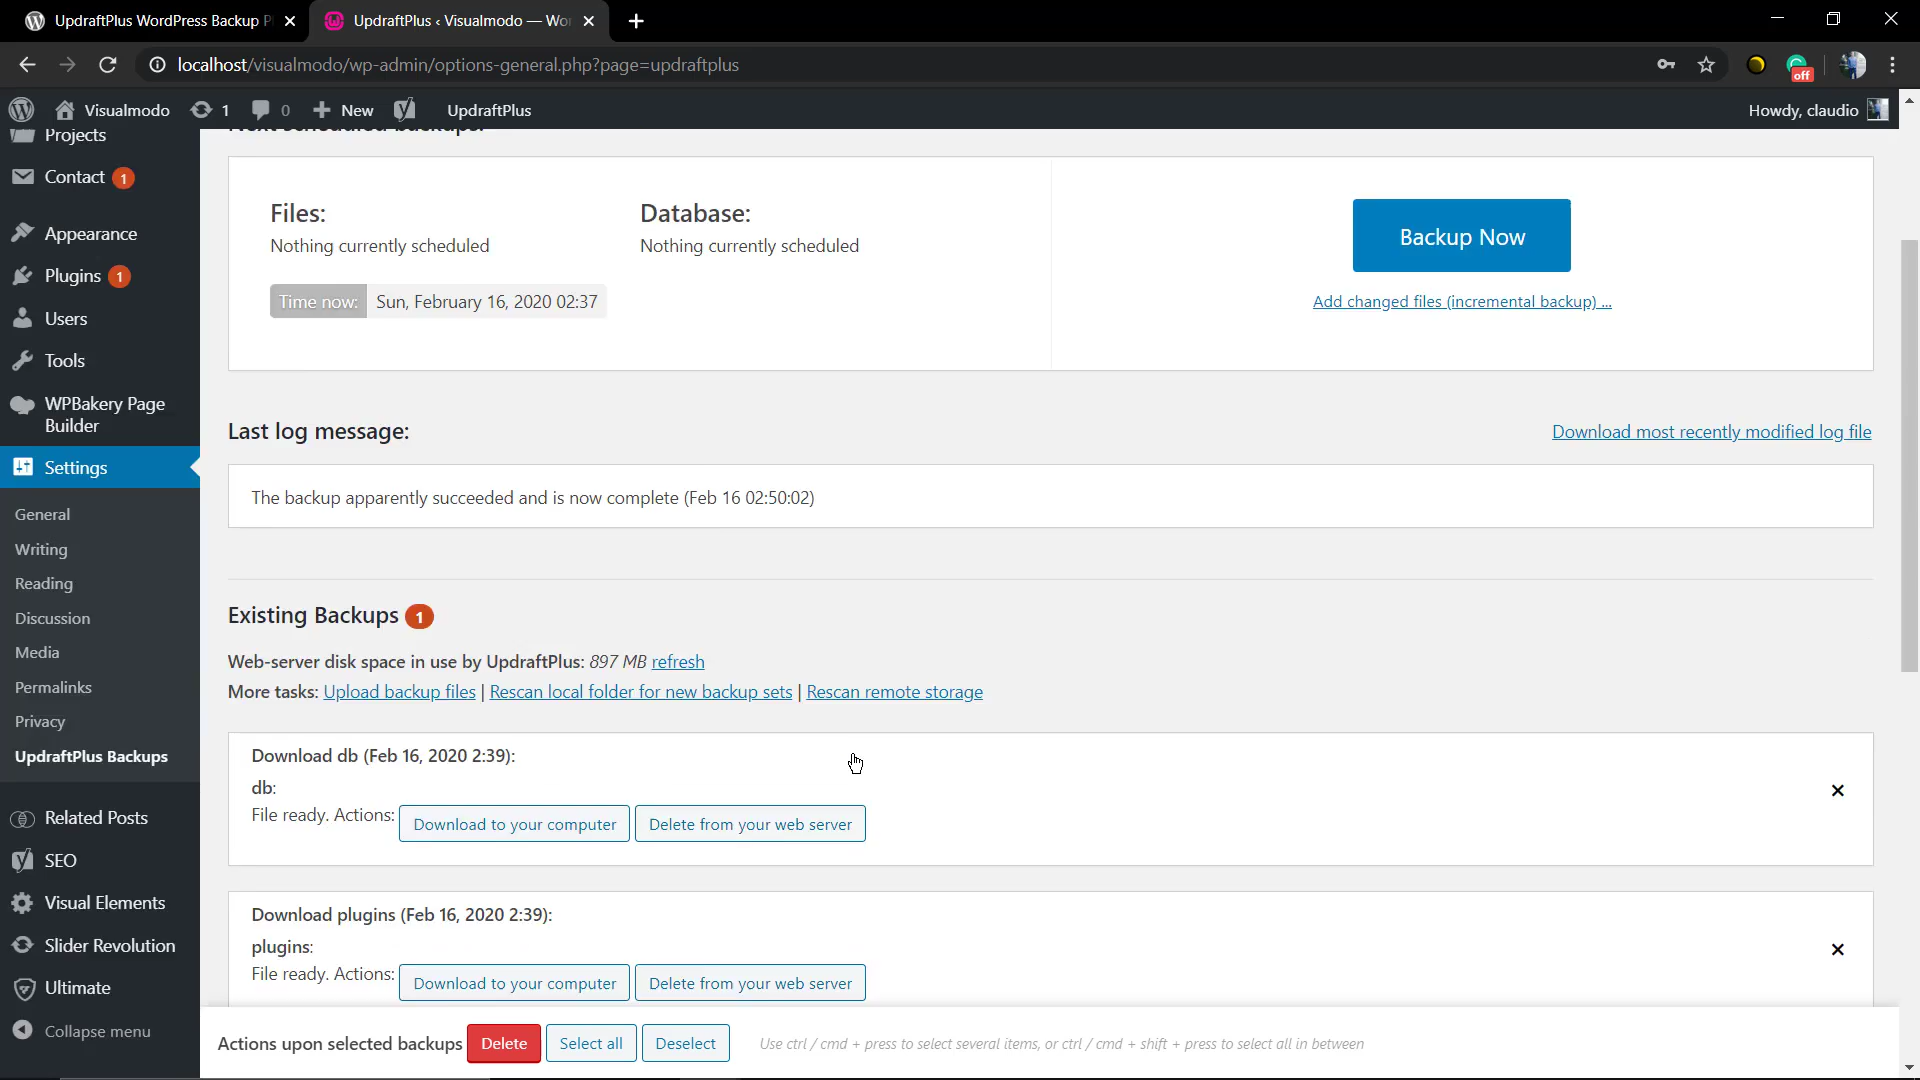 UpdraftPlus WordPress Backup P
UpdraftPlus ‹ Visualmodo — Wo
localhost/visualmodo/wp-admin/options-general.php?page=updraftplus
off
Visualmodo
1
0
New
UpdraftPlus
Howdy, claudio
Projects
Contact 1
Appearance
Plugins 1
Users
Tools
WPBakery Page
Builder
Settings
General
Writing
Reading
Discussion
Media
Permalinks
Privacy
UpdraftPlus Backups
Related Posts
SEO
Visual Elements
Slider Revolution
Ultimate
Collapse menu
Next scheduled backups:
Files:
Nothing currently scheduled
Database:
Nothing currently scheduled
Time now: Sun, February 16, 2020 02:37
Backup Now
Add changed files (incremental backup) ...
Last log message:
Download most recently modified log file
The backup apparently succeeded and is now complete (Feb 16 02:50:02)
Existing Backups 1
Web-server disk space in use by UpdraftPlus: 897 MB refresh
More tasks: Upload backup files | Rescan local folder for new backup sets | Rescan remote storage
Download db (Feb 16, 2020 2:39):
db:
File ready. Actions: Download to your computer Delete from your web server
Download plugins (Feb 16, 2020 2:39):
plugins:
File ready. Actions: Download to your computer Delete from your web server
Actions upon selected backups Delete Select all Deselect Use ctrl / cmd + press to select several items, or ctrl / cmd + shift + press to select all in between